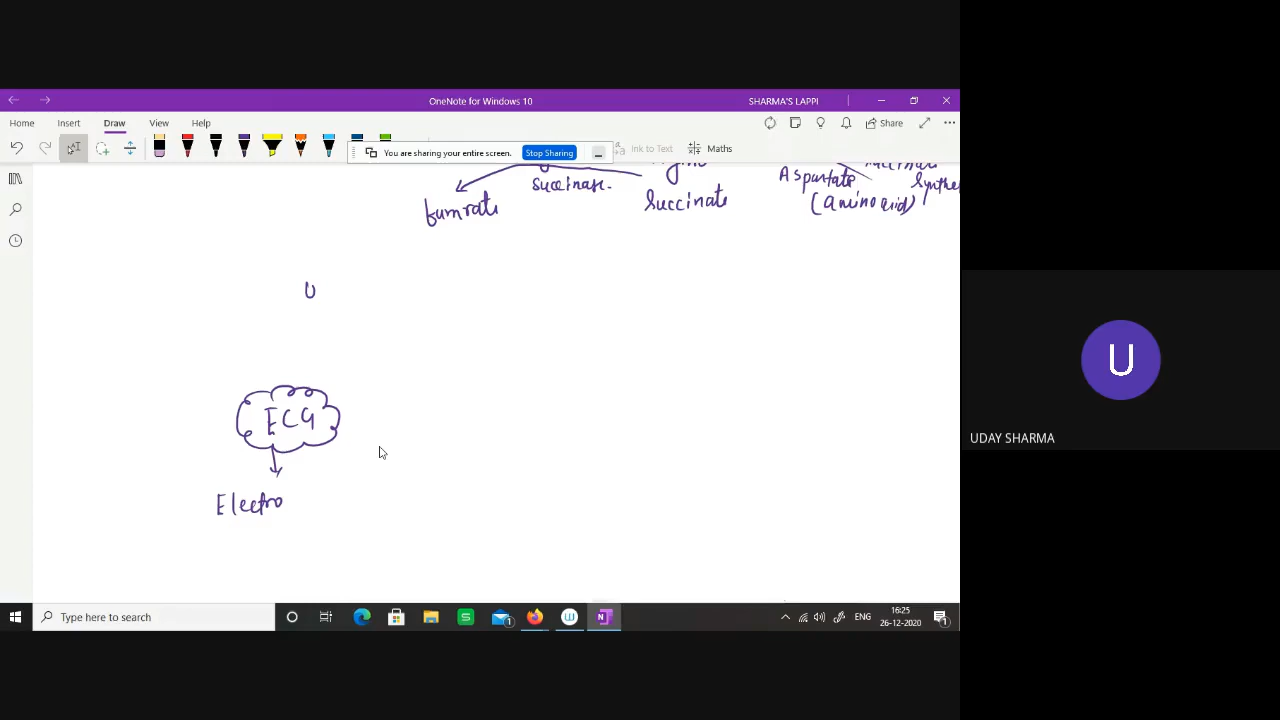 OneNote for Windows 10
SHARMA'S LAPPI
Home Insert Draw View Help
Share
You are sharing your entire screen. Stop Sharing
Ink to Text
Maths
Succinase.
fumrate
Succinate
Aspartate
(amino acid)
U
ECG
Electro
U
UDAY SHARMA
Type here to search
S
1
W
N
ENG
16:25
26-12-2020
1